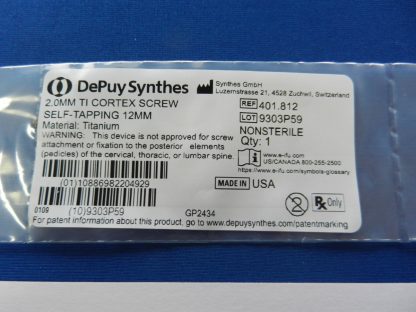 DePuy Synthes
Synthes GmbH
Luzernstrasse 21, 4528 Zuchwil, Switzerland
2.0MM TI CORTEX SCREW
SELF-TAPPING 12MM
Material: Titanium
REF 401.812
LOT 9303P59
NONSTERILE
Qty: 1
WARNING: This device is not approved for screw
attachment or fixation to the posterior elements
(pedicles) of the cervical, thoracic, or lumbar spine.
www.e-ifu.com
US/CANADA 800-255-2500
https://www.e-ifu.com/symbols-glossary
(01)10886982204929
MADE IN USA
2
Rx Only
0109
(10)9303P59
GP2434
For patent information about this product, go to www.depuysynthes.com/patentmarking